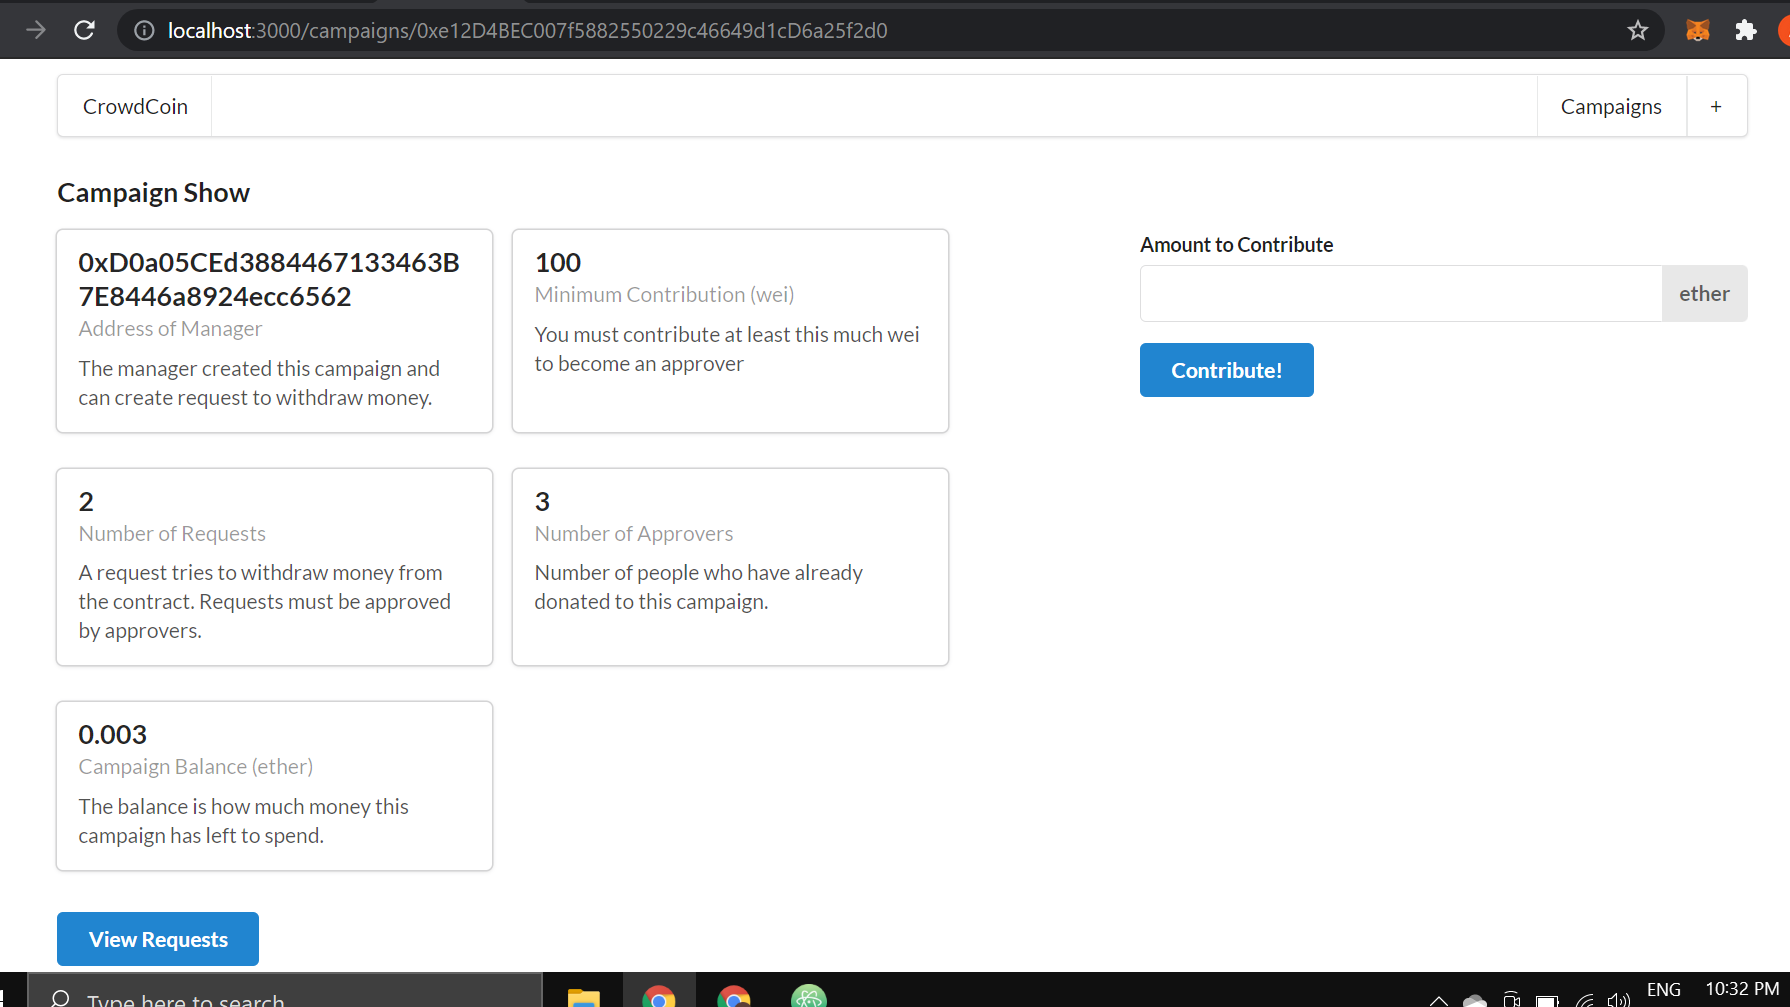 localhost:3000/campaigns/0xe12D4BEC007f5882550229c46649d1cD6a25f2d0
CrowdCoin
Campaigns
+
Campaign Show
0xD0a05CEd3884467133463B
7E8446a8924ecc6562
Address of Manager
The manager created this campaign and
can create request to withdraw money.
100
Minimum Contribution (wei)
You must contribute at least this much wei
to become an approver
Amount to Contribute
ether
Contribute!
2
Number of Requests
A request tries to withdraw money from
the contract. Requests must be approved
by approvers.
3
Number of Approvers
Number of people who have already
donated to this campaign.
0.003
Campaign Balance (ether)
The balance is how much money this
campaign has left to spend.
View Requests
Type here to search
ENG
10:32 PM